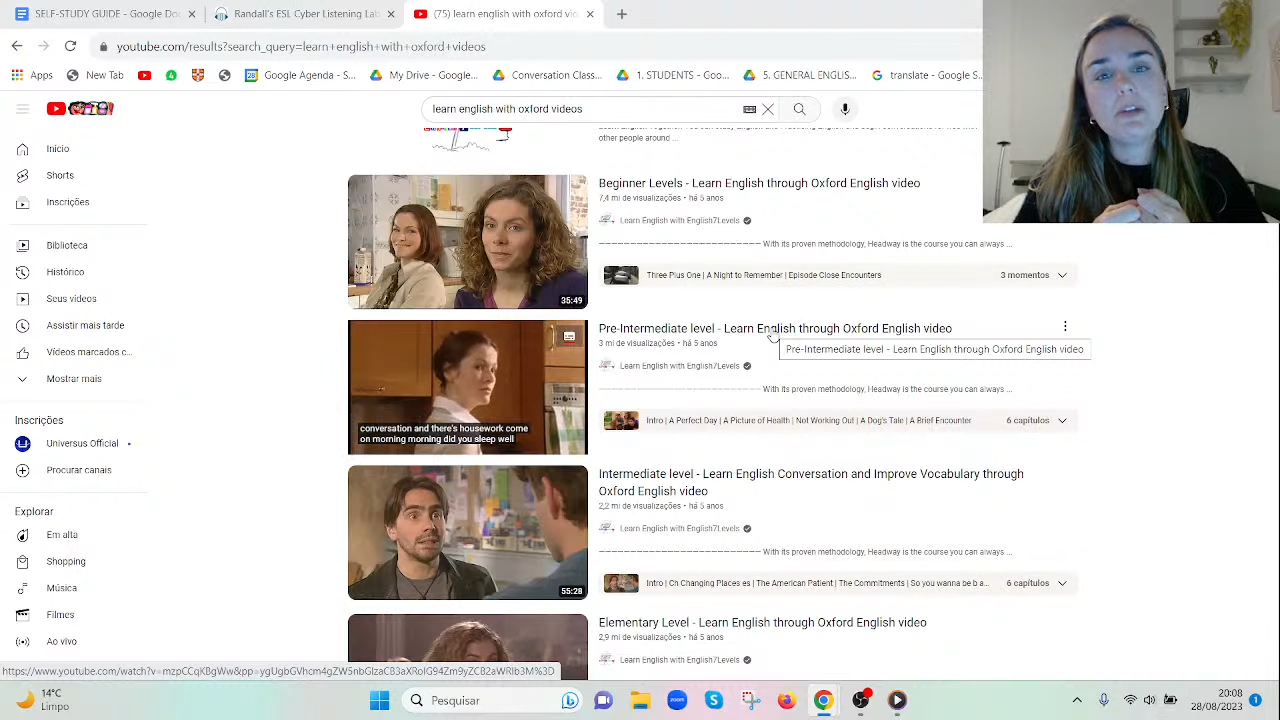 SELF-STUDY GUIDE - Google Doc
Randall's ESL Cyber Listening Lab
(75) learn english with oxford vid
youtube.com/results?search_query=learn+english+with+oxford+videos
Apps
New Tab
Google Agenda - S...
My Drive - Google...
Conversation Class...
1. STUDENTS - Goo...
5. GENERAL ENGLIS...
translate - Google S...
learn english with oxford videos
other people around ...
Início
Shorts
Inscrições
Biblioteca
Histórico
Seus vídeos
Assistir mais tarde
Vídeos marcados c...
Mostrar mais
Inscrições
Universus Official
Procurar canais
Explorar
Em alta
Shopping
Música
Filmes
Ao vivo
35:49
Beginner Levels - Learn English through Oxford English video
7,4 mi de visualizações • há 5 anos
Learn English with English7Levels
With its proven methodology, Headway is the course you can always ...
Three Plus One | A Night to Remember | Episode Close Encounters
3 momentos
conversation and there's housework come
on morning morning did you sleep well
Pre-Intermediate level - Learn English through Oxford English video
3 mi de visualizações • há 5 anos
Pre-Intermediate level - Learn English through Oxford English video
Learn English with English7Levels
With its proven methodology, Headway is the course you can always ...
Intro | A Perfect Day | A Picture of Health | Not Working Out | A Dog's Tale | A Brief Encounter
6 capítulos
55:28
Intermediate level - Learn English Conversation and Improve Vocabulary through
Oxford English video
2,2 mi de visualizações • há 5 anos
Learn English with English7Levels
With its proven methodology, Headway is the course you can always ...
Intro | Ch Changing Places es | The American Patient | The Commitments | So you wanna be b a...
6 capítulos
Elementary Level - Learn English through Oxford English video
2,9 mi de visualizações • há 5 anos
Learn English with English7Levels
14°C
Limpo
Pesquisar
zoom
20:08
28/08/2023
1